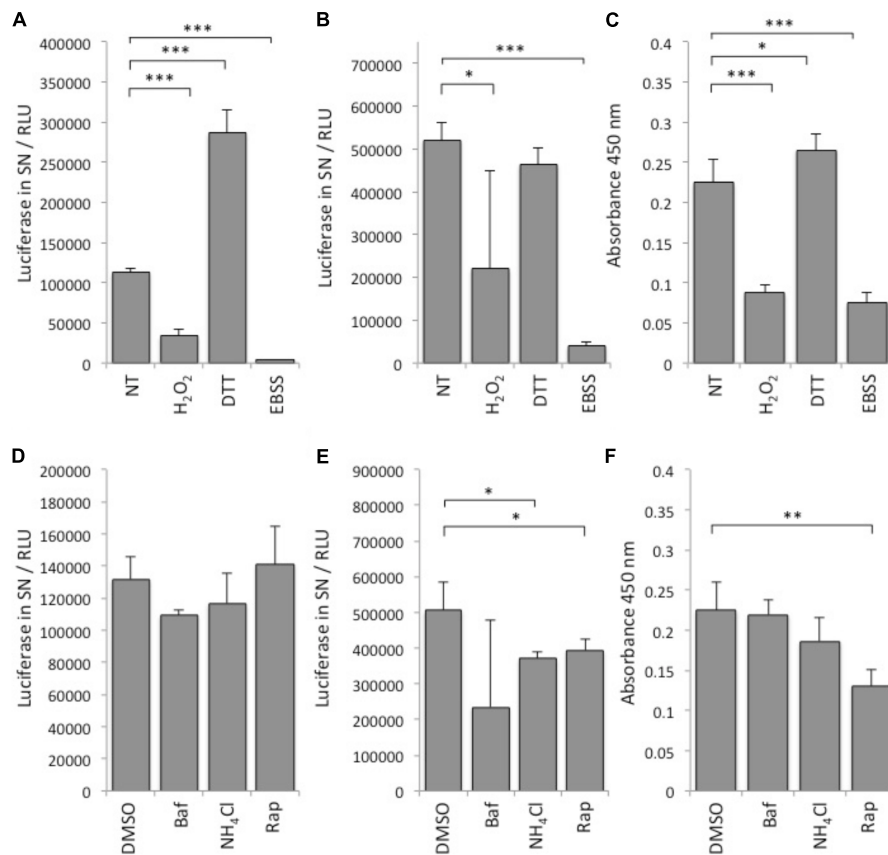 A
***
***
***
Luciferase in SN / RLU
400000
350000
300000
250000
200000
150000
100000
50000
0
NT
H₂O₂
DTT
EBSS
B
***
*
Luciferase in SN / RLU
700000
600000
500000
400000
300000
200000
100000
0
NT
H₂O₂
DTT
EBSS
C
***
*
***
Absorbance 450 nm
0.4
0.35
0.3
0.25
0.2
0.15
0.1
0.05
0
NT
H₂O₂
DTT
EBSS
D
Luciferase in SN / RLU
200000
180000
160000
140000
120000
100000
80000
60000
40000
20000
0
DMSO
Baf
NH₄Cl
Rap
E
*
*
Luciferase in SN / RLU
900000
800000
700000
600000
500000
400000
300000
200000
100000
0
DMSO
Baf
NH₄Cl
Rap
F
**
Absorbance 450 nm
0.4
0.35
0.3
0.25
0.2
0.15
0.1
0.05
0
DMSO
Baf
NH₄Cl
Rap